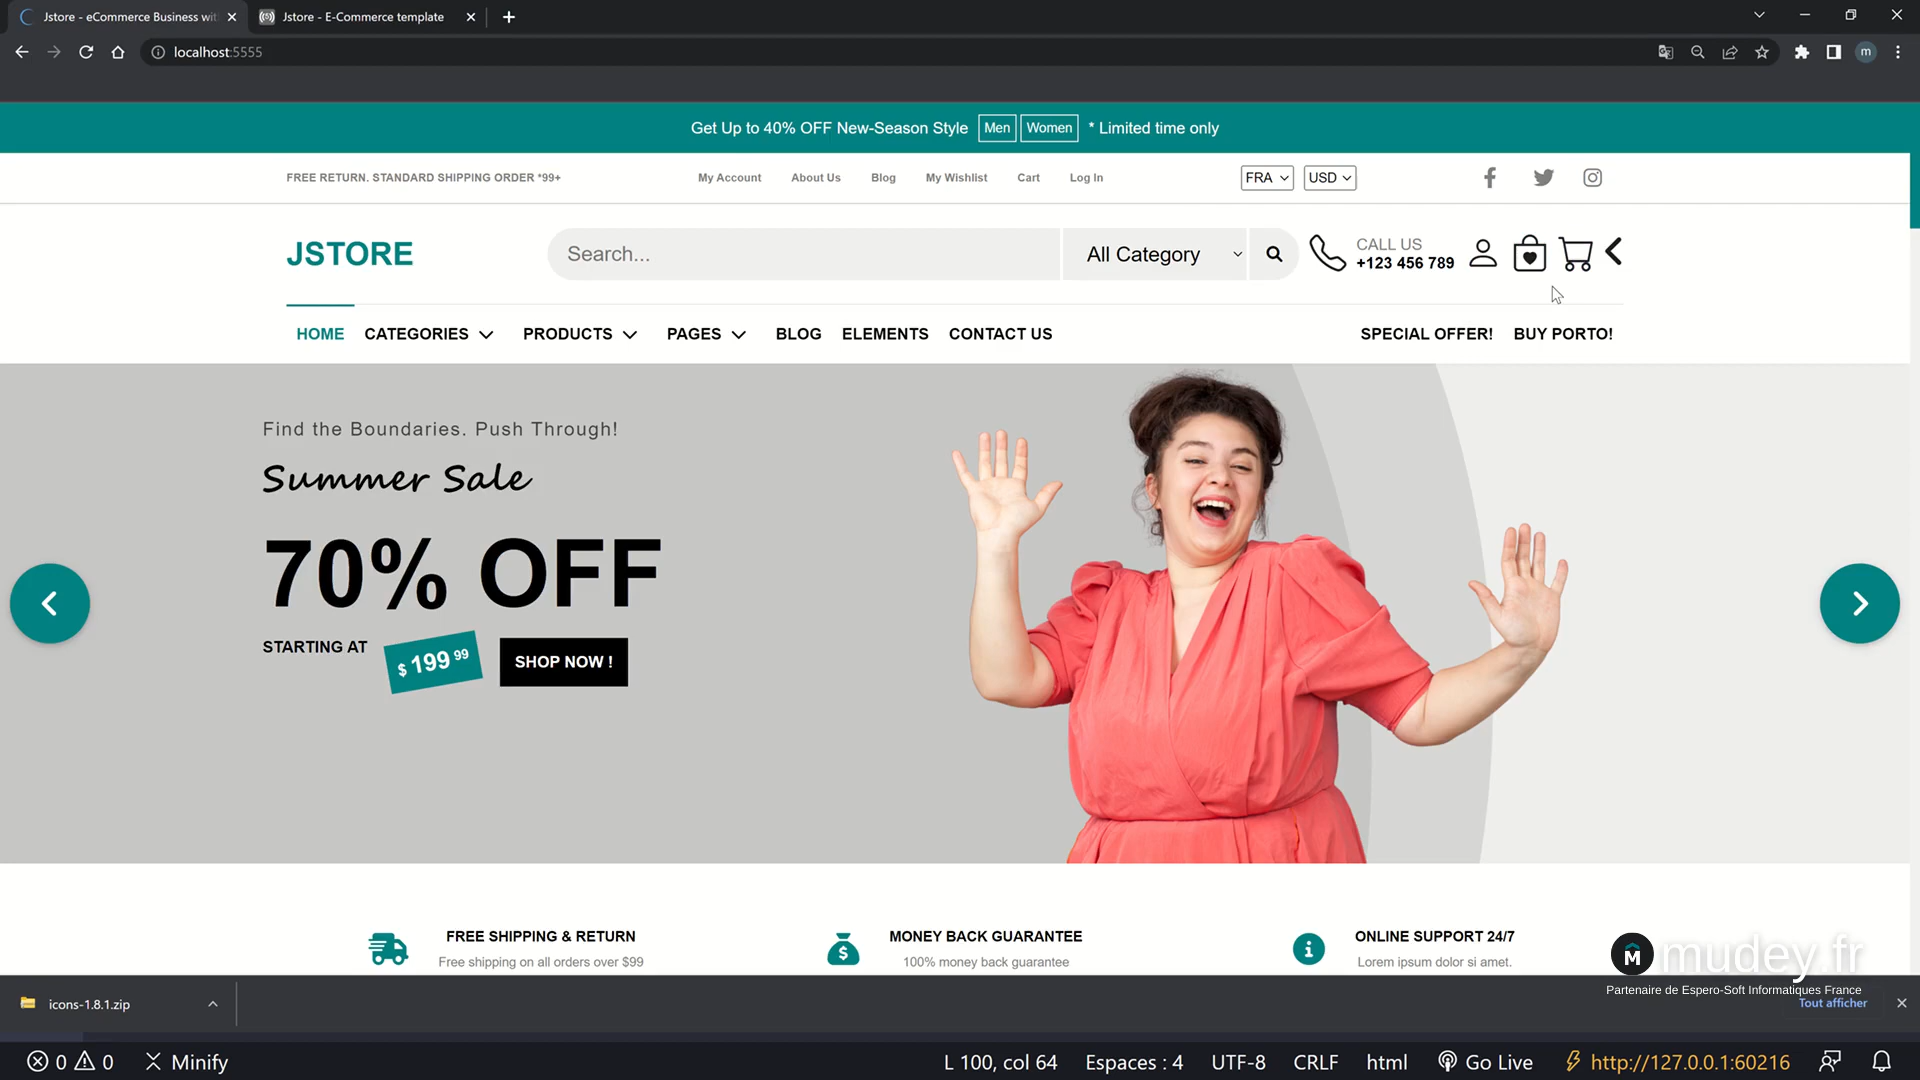 Jstore - eCommerce Business wit
Jstore - E-Commerce template
localhost:5555
m
Get Up to 40% OFF New-Season Style Men Women * Limited time only
FREE RETURN. STANDARD SHIPPING ORDER *99+ My Account About Us Blog My Wishlist Cart Log In FRA USD
JSTORE Search... All Category CALL US
+123 456 789
HOME CATEGORIES PRODUCTS PAGES BLOG ELEMENTS CONTACT US SPECIAL OFFER! BUY PORTO!
Find the Boundaries. Push Through!
Summer Sale
70% OFF
STARTING AT $ 199 99 SHOP NOW !
FREE SHIPPING & RETURN
Free shipping on all orders over $99
MONEY BACK GUARANTEE
100% money back guarantee
ONLINE SUPPORT 24/7
Lorem ipsum dolor si amet.
M mudey.fr
Partenaire de Espero-Soft Informatiques France
icons-1.8.1.zip
Tout afficher
0 0 Minify L 100, col 64 Espaces : 4 UTF-8 CRLF html Go Live http://127.0.0.1:60216